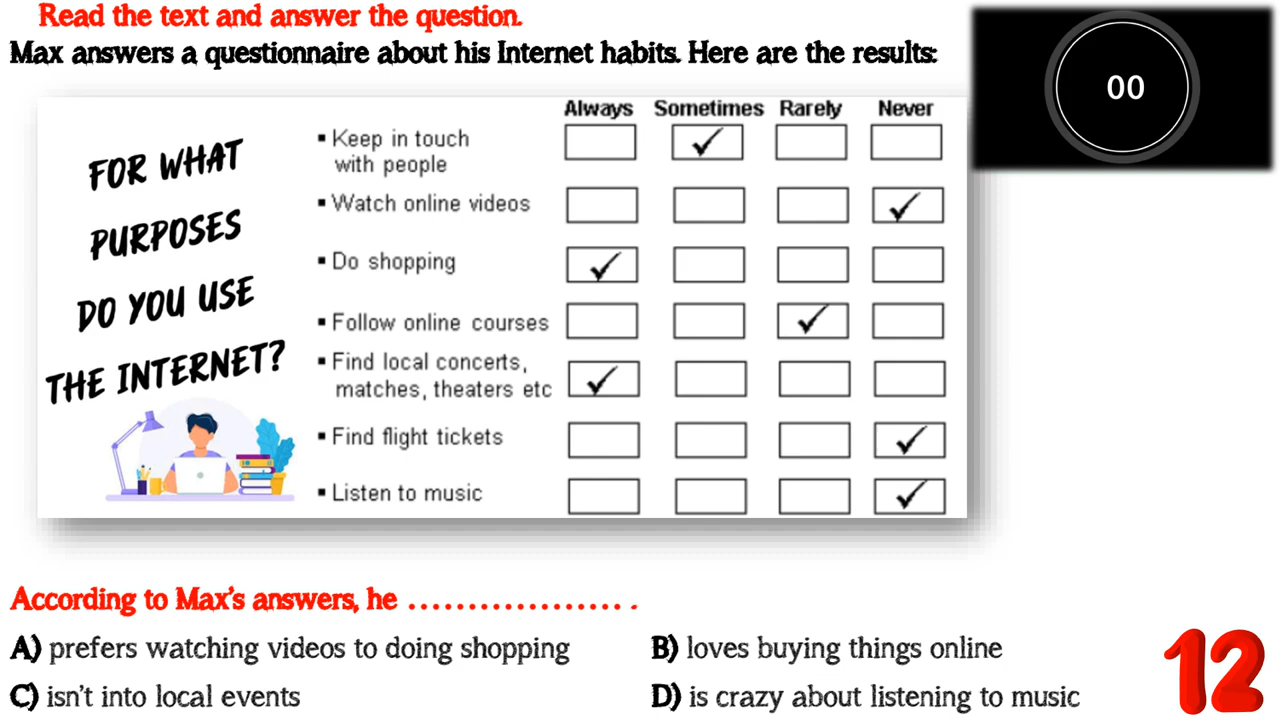 Read the text and answer the question.
Max answers a questionnaire about his Internet habits. Here are the results:
00
FOR WHAT
PURPOSES
DO YOU USE
THE INTERNET?
Always Sometimes Rarely Never
▪ Keep in touch
with people
▪ Watch online videos
▪ Do shopping
▪ Follow online courses
▪ Find local concerts,
matches, theaters etc
▪ Find flight tickets
▪ Listen to music
According to Max's answers, he .................. .
A) prefers watching videos to doing shopping
B) loves buying things online
C) isn't into local events
D) is crazy about listening to music
12